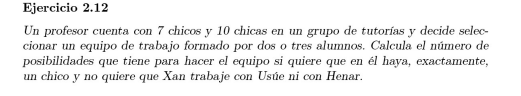 Ejercicio 2.12
Un profesor cuenta con 7 chicos y 10 chicas en un grupo de tutorías y decide selec-
cionar un equipo de trabajo formado por dos o tres alumnos. Calcula el número de
posibilidades que tiene para hacer el equipo si quiere que en él haya, exactamente,
un chico y no quiere que Xan trabaje con Usúe ni con Henar.